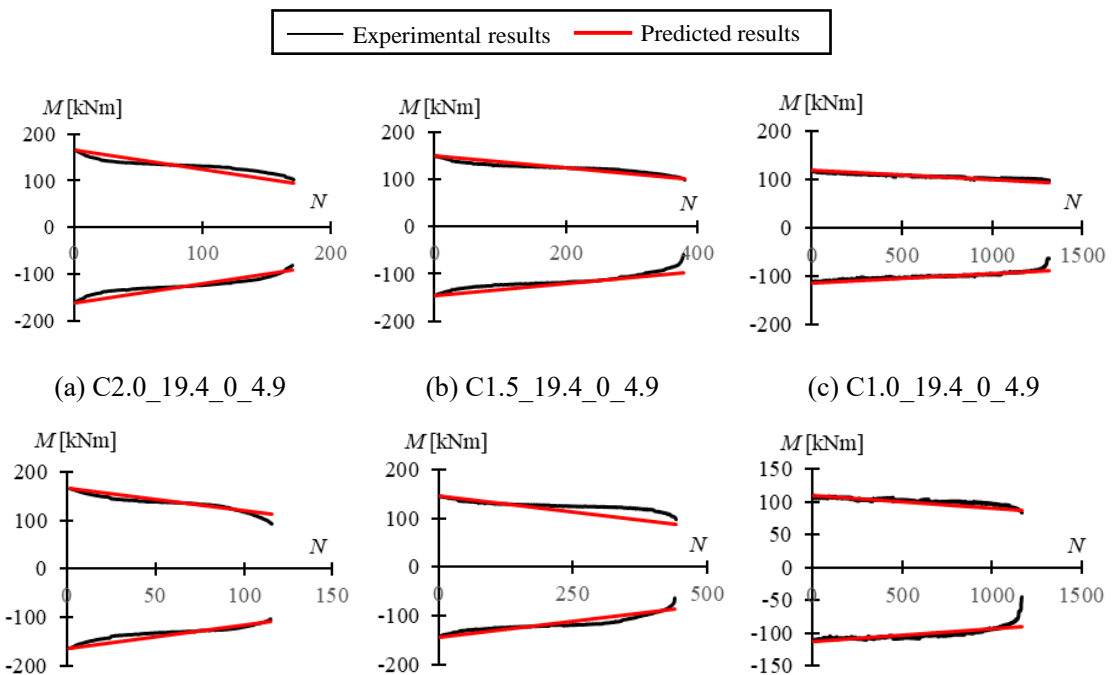 Experimental results Predicted results
M [kNm] M [kNm] M [kNm]
200 200 200
100 100 100
N N N
0 0 0
0 100 200 0 200 400 0 500 1000 1500
-100 -100 -100
-200 -200 -200
(a) C2.0_19.4_0_4.9 (b) C1.5_19.4_0_4.9 (c) C1.0_19.4_0_4.9
M [kNm] M [kNm] M [kNm]
200 200 150
100 100 100
50
N N N
0 0 0
0 50 100 150 0 250 500 0 500 1000 1500
-50
-100 -100 -100
-200 -200 -150